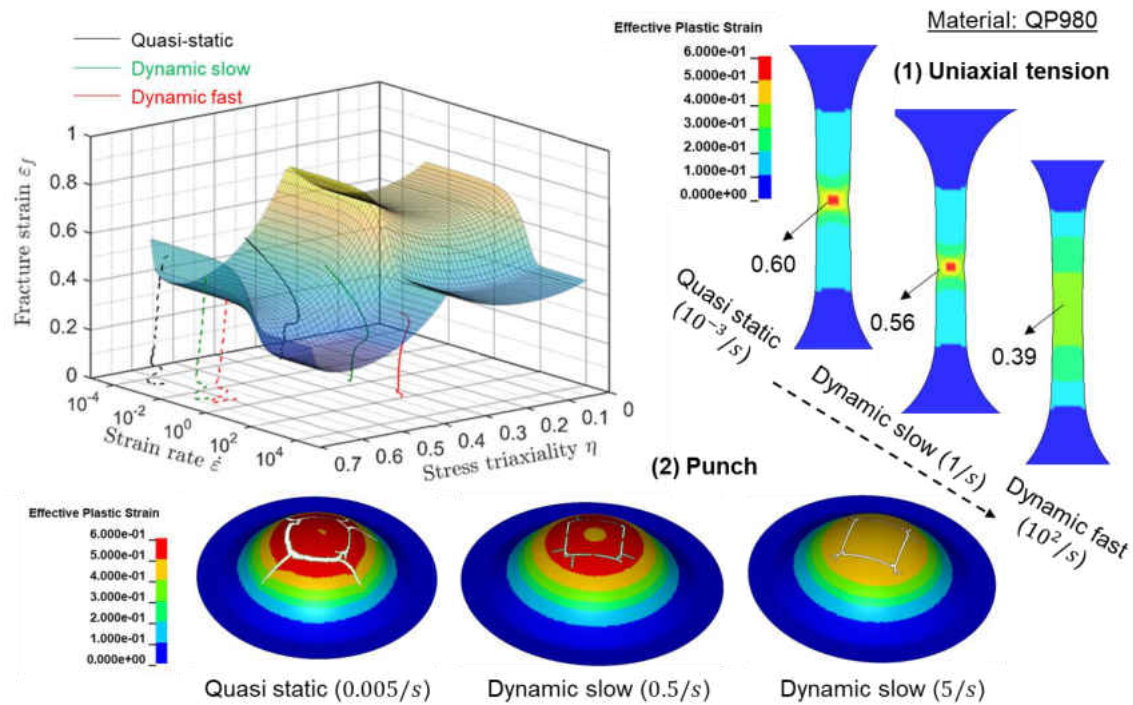 Quasi-static
Dynamic slow
Dynamic fast
1
0.8
0.6
0.4
0.2
0
Fracture strain ε_f
10⁻⁴
10⁻²
10⁰
10²
10⁴
Strain rate ε̇
0.7
0.6
0.5
0.4
0.3
0.2
0.1
0
Stress triaxiality η
Material: QP980
Effective Plastic Strain
6.000e-01
5.000e-01
4.000e-01
3.000e-01
2.000e-01
1.000e-01
0.000e+00
(1) Uniaxial tension
0.60
0.56
0.39
Quasi static
(10⁻³/s)
Dynamic slow (1/s)
Dynamic fast
(10²/s)
(2) Punch
Effective Plastic Strain
6.000e-01
5.000e-01
4.000e-01
3.000e-01
2.000e-01
1.000e-01
0.000e+00
Quasi static (0.005/s)
Dynamic slow (0.5/s)
Dynamic slow (5/s)